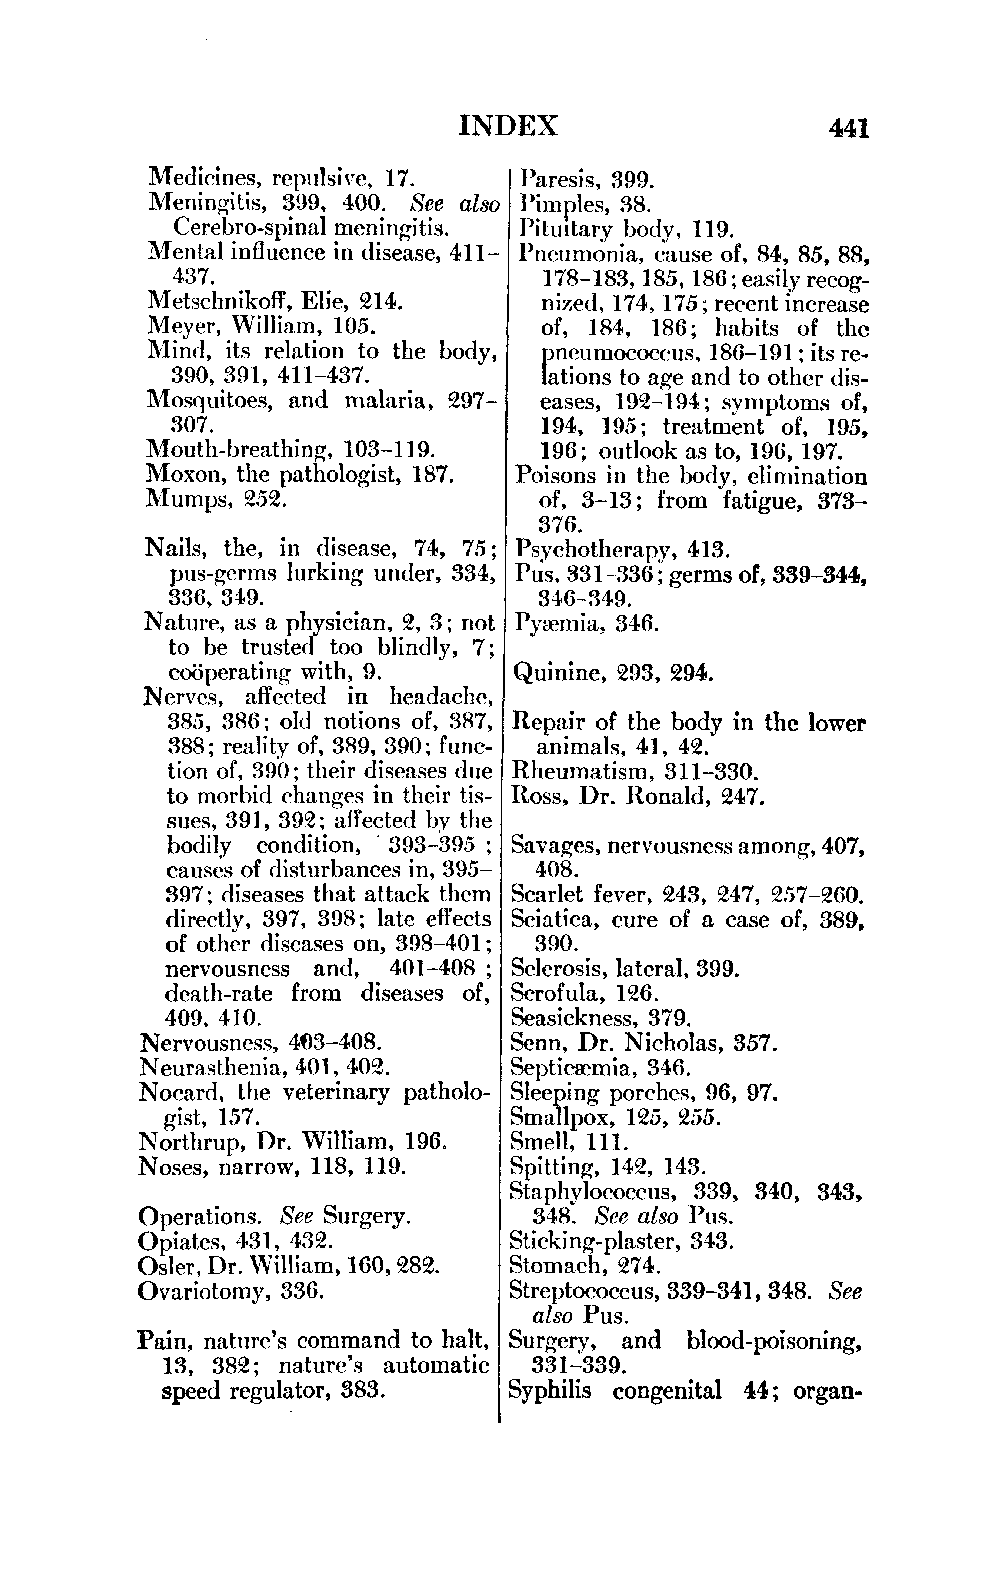 INDEX 441
Medicines, repulsive, 17.
Meningitis, 399, 400. See also
Cerebro-spinal meningitis.
Mental influence in disease, 411–
437.
Metschnikoff, Elie, 214.
Meyer, William, 105.
Mind, its relation to the body,
390, 391, 411–437.
Mosquitoes, and malaria, 297–
307.
Mouth-breathing, 103–119.
Moxon, the pathologist, 187.
Mumps, 252.
Nails, the, in disease, 74, 75;
pus-germs lurking under, 334,
336, 349.
Nature, as a physician, 2, 3; not
to be trusted too blindly, 7;
coöperating with, 9.
Nerves, affected in headache,
385, 386; old notions of, 387,
388; reality of, 389, 390; func-
tion of, 390; their diseases due
to morbid changes in their tis-
sues, 391, 392; affected by the
bodily condition, 393–395 ;
causes of disturbances in, 395–
397; diseases that attack them
directly, 397, 398; late effects
of other diseases on, 398–401;
nervousness and, 401–408 ;
death-rate from diseases of,
409, 410.
Nervousness, 403–408.
Neurasthenia, 401, 402.
Nocard, the veterinary patholo-
gist, 157.
Northrup, Dr. William, 196.
Noses, narrow, 118, 119.
Operations. See Surgery.
Opiates, 431, 432.
Osler, Dr. William, 160, 282.
Ovariotomy, 336.
Pain, nature's command to halt,
13, 382; nature's automatic
speed regulator, 383.
Paresis, 399.
Pimples, 38.
Pituitary body, 119.
Pneumonia, cause of, 84, 85, 88,
178–183, 185, 186; easily recog-
nized, 174, 175; recent increase
of, 184, 186; habits of the
pneumococcus, 186–191; its re-
lations to age and to other dis-
eases, 192–194; symptoms of,
194, 195; treatment of, 195,
196; outlook as to, 196, 197.
Poisons in the body, elimination
of, 3–13; from fatigue, 373–
376.
Psychotherapy, 413.
Pus, 331–336; germs of, 339–344,
346–349.
Pyæmia, 346.
Quinine, 293, 294.
Repair of the body in the lower
animals, 41, 42.
Rheumatism, 311–330.
Ross, Dr. Ronald, 247.
Savages, nervousness among, 407,
408.
Scarlet fever, 243, 247, 257–260.
Sciatica, cure of a case of, 389,
390.
Sclerosis, lateral, 399.
Scrofula, 126.
Seasickness, 379.
Senn, Dr. Nicholas, 357.
Septicæmia, 346.
Sleeping porches, 96, 97.
Smallpox, 125, 255.
Smell, 111.
Spitting, 142, 143.
Staphylococcus, 339, 340, 343,
348. See also Pus.
Sticking-plaster, 343.
Stomach, 274.
Streptococcus, 339–341, 348. See
also Pus.
Surgery, and blood-poisoning,
331–339.
Syphilis congenital 44; organ-